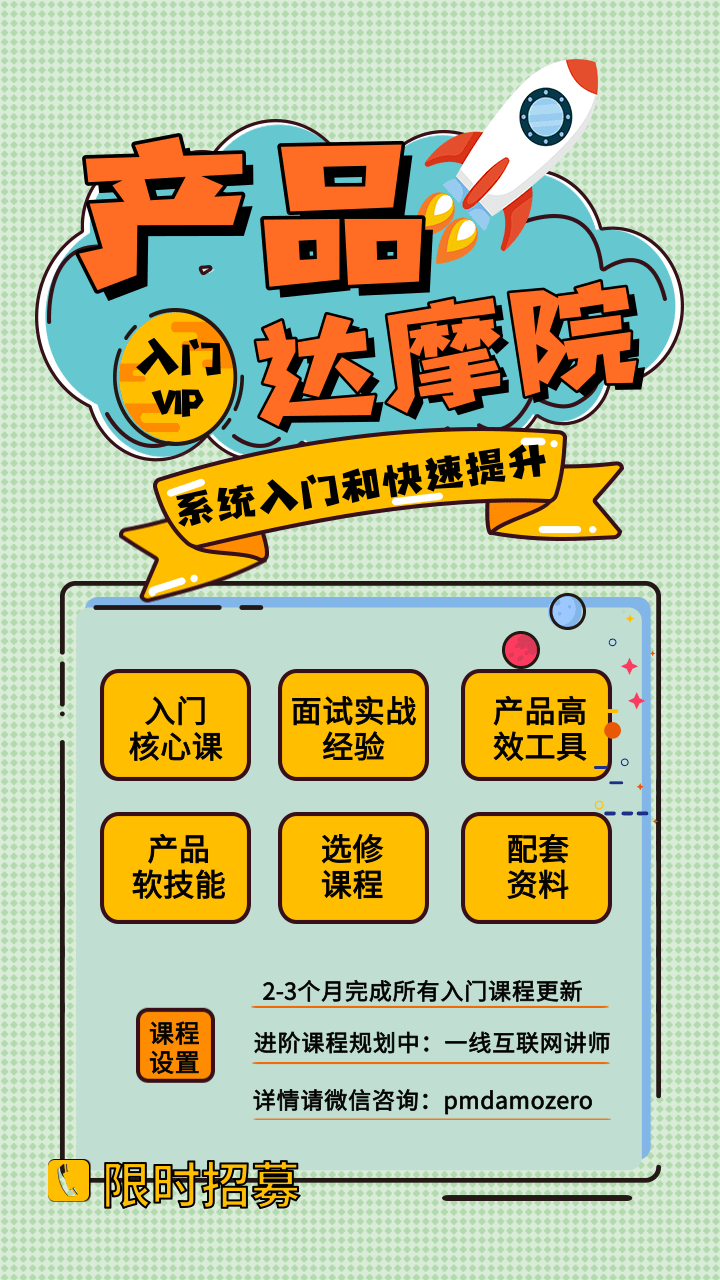 产品
达摩院
入门
VIP
系统入门和快速提升
入门
核心课
面试实战
经验
产品高
效工具
产品
软技能
选修
课程
配套
资料
课程
设置
2-3个月完成所有入门课程更新
进阶课程规划中：一线互联网讲师
详情请微信咨询：pmdamozero
限时招募